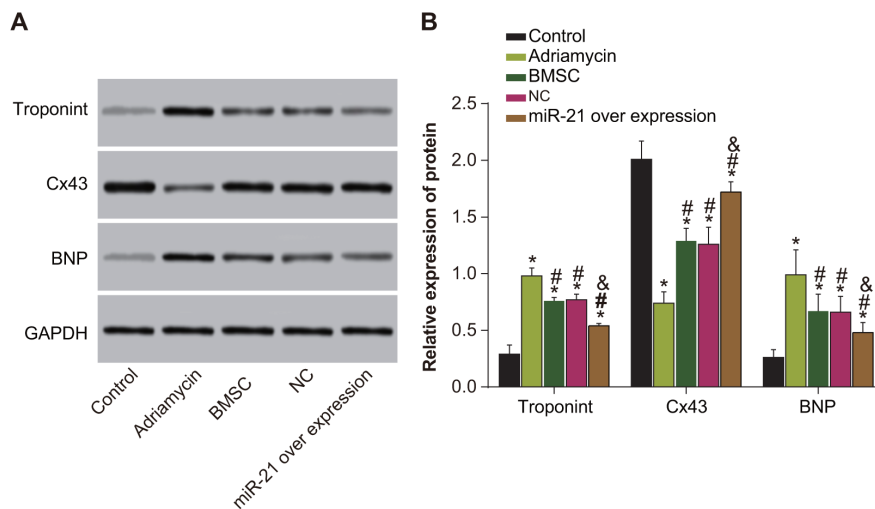 A
Troponint
Cx43
BNP
GAPDH
Control
Adriamycin
BMSC
NC
miR-21 over expression
B
Control
Adriamycin
BMSC
NC
miR-21 over expression
Relative expression of protein
2.5
2.0
1.5
1.0
0.5
0.0
*
#
*
#
*
&
#
*
*
#
*
#
*
&
#
*
*
#
*
#
*
&
#
*
Troponint
Cx43
BNP